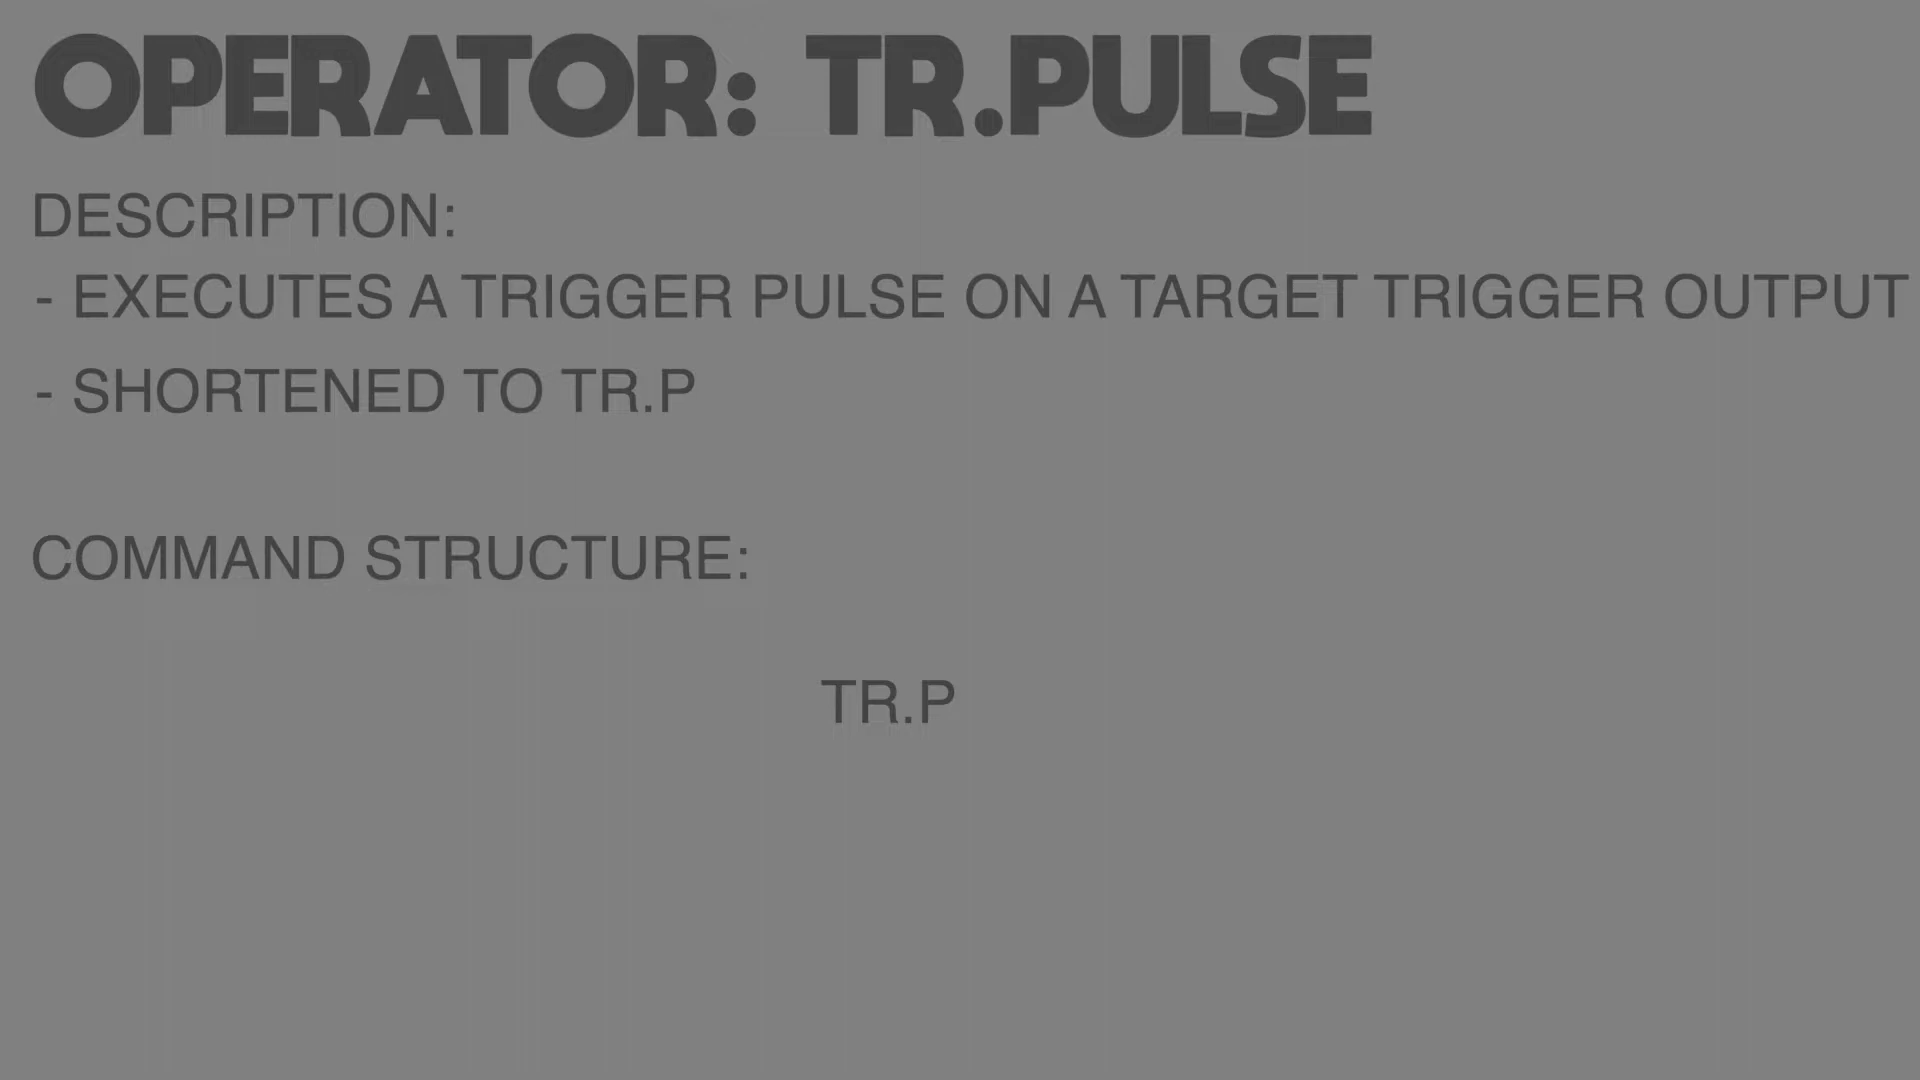 OPERATOR: TR.PULSE
DESCRIPTION:
- EXECUTES A TRIGGER PULSE ON A TARGET TRIGGER OUTPUT
- SHORTENED TO TR.P
COMMAND STRUCTURE:
TR.P